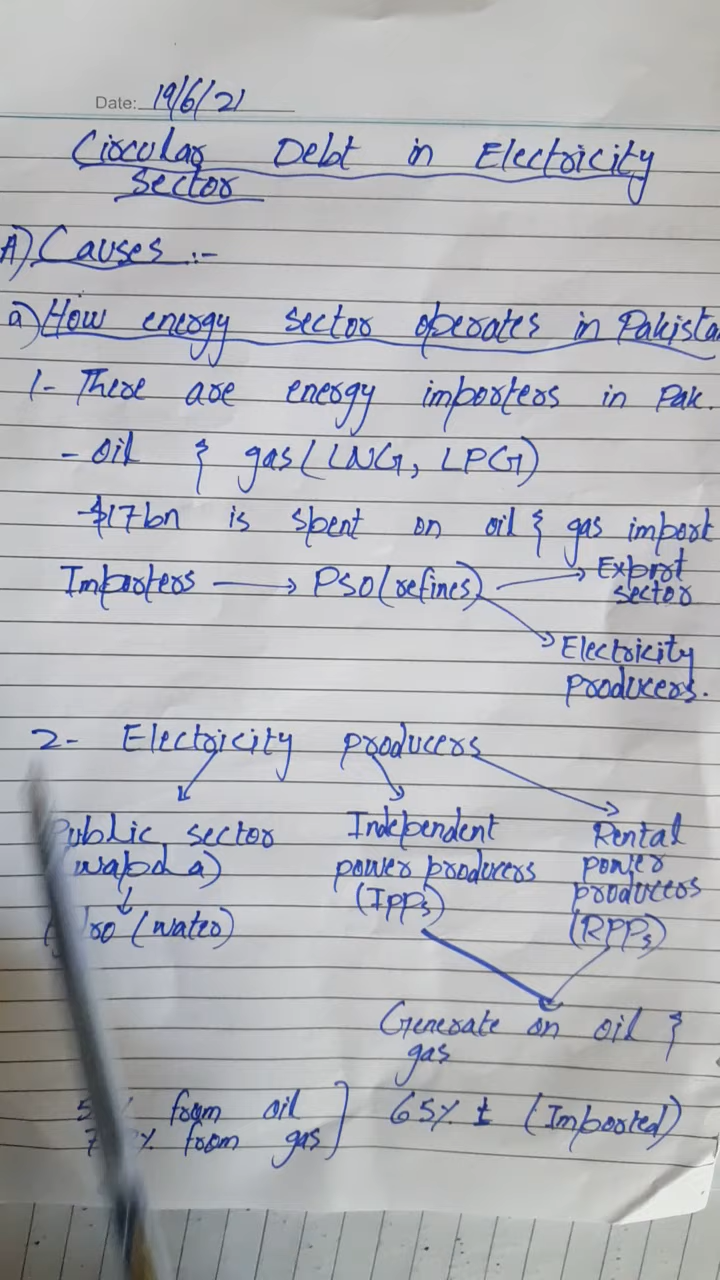 Date: 19/6/21
Circular Debt in Electricity
Sector
A) Causes :-
a) How energy sector operates in Pakista
1- There are energy importers in Pak.
- Oil & gas (LNG, LPG)
- $17bn is spent on oil & gas import
Importers → PSO (refines) → Export sector
→ Electricity producers.
2- Electricity producers
Public sector (wapda)
(water)
Independent power producers (IPPs)
Rental power producers (RPPs)
Generate on oil & gas
from oil
% from gas
65% ± (Imported)